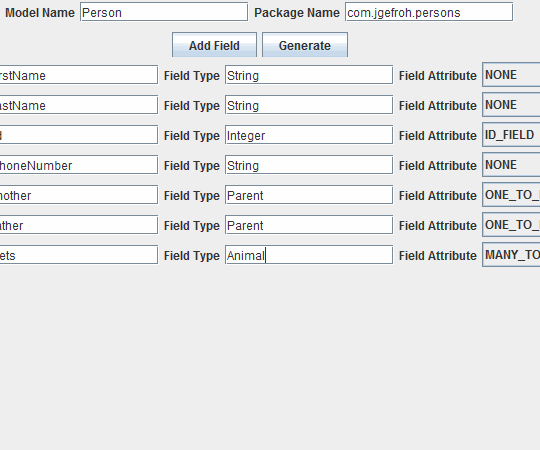 Model Name Person Package Name com.jgefroh.persons
Add Field Generate
rstName Field Type String Field Attribute NONE
astName Field Type String Field Attribute NONE
d Field Type Integer Field Attribute ID_FIELD
honeNumber Field Type String Field Attribute NONE
other Field Type Parent Field Attribute ONE_TO_
ather Field Type Parent Field Attribute ONE_TO_
ets Field Type Animal Field Attribute MANY_TO